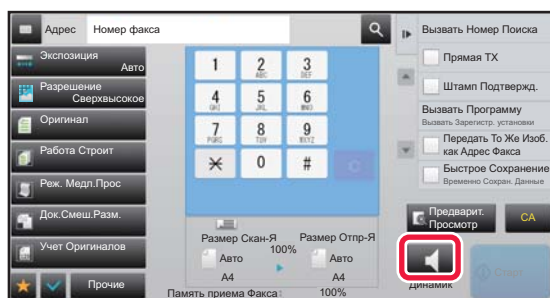 Адрес
Номер факса
Экспозиция
Авто
Разрешение
Сверхвысокое
Оригинал
Работа Строит
Реж. Медл.Прос
Док.Смеш.Разм.
Учет Оригиналов
Прочие
1
2
ABC
3
DEF
4
GHI
5
JKL
6
MNO
7
PQRS
8
TUV
9
WXYZ
0
#
Размер Скан-Я
Размер Отпр-Я
100%
Авто
A4
Авто
A4
Память приема Факса:
100%
Вызвать Номер Поиска
Прямая TX
Штамп Подтвержд.
Вызвать Программу
Вызвать Зарегистр. установки
Передать То Же Изоб.
как Адрес Факса
Быстрое Сохранение
Временно Сохран. Данные
Предварит.
Просмотр
CA
Динамик
Старт